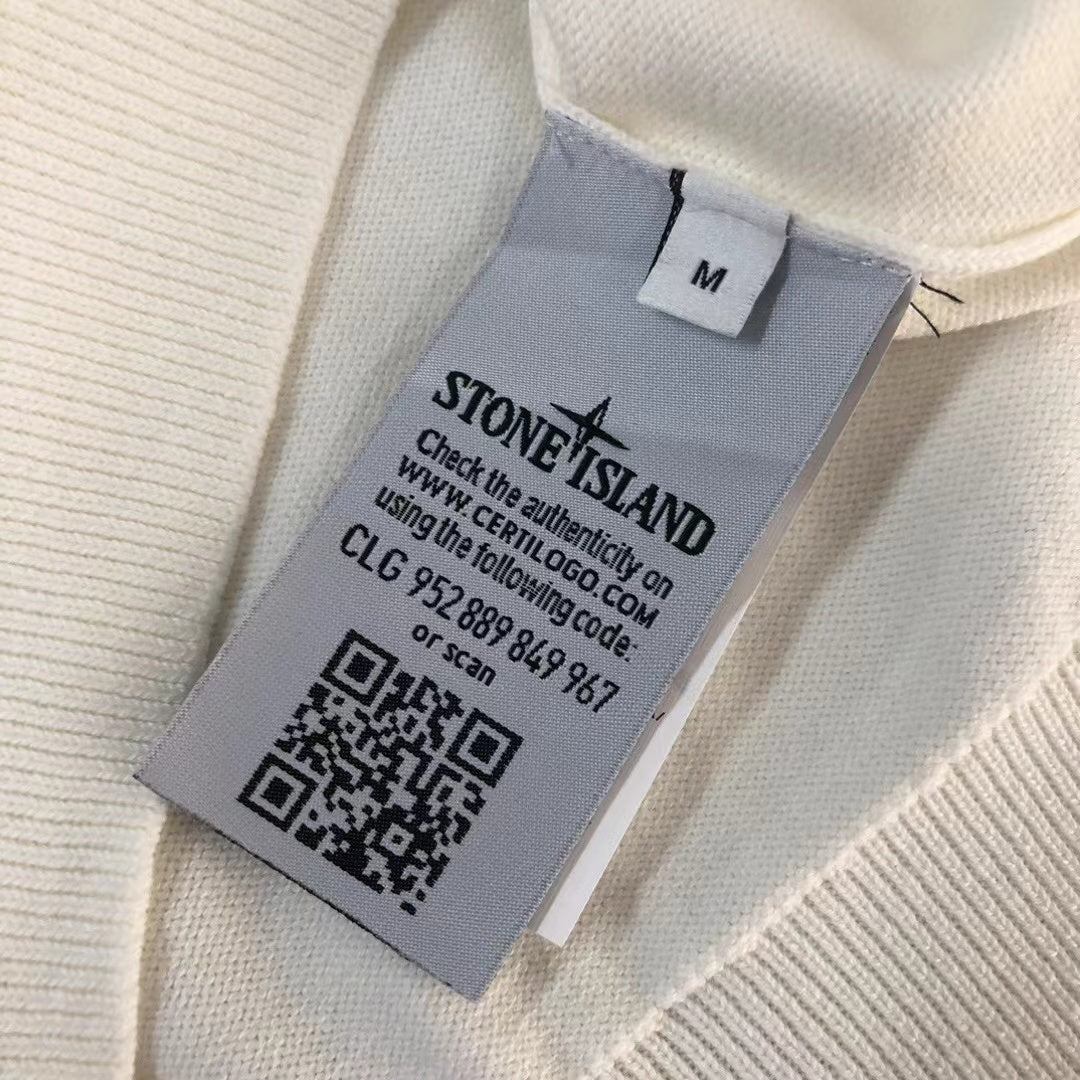 M
STONE ISLAND
Check the authenticity on
WWW.CERTILOGO.COM
using the following code:
CLG 952 889 849 967
or scan